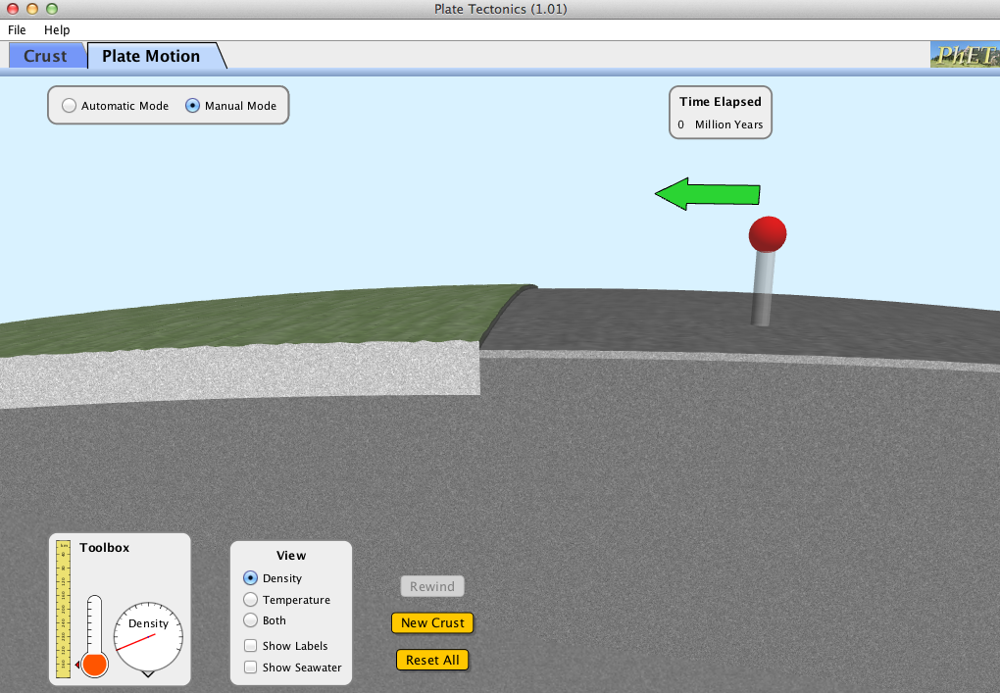 Plate Tectonics (1.01)
File Help
Crust Plate Motion
PhET
Automatic Mode Manual Mode
Time Elapsed
0 Million Years
Toolbox
km
Density
View
Density
Temperature
Both
Show Labels
Show Seawater
Rewind
New Crust
Reset All